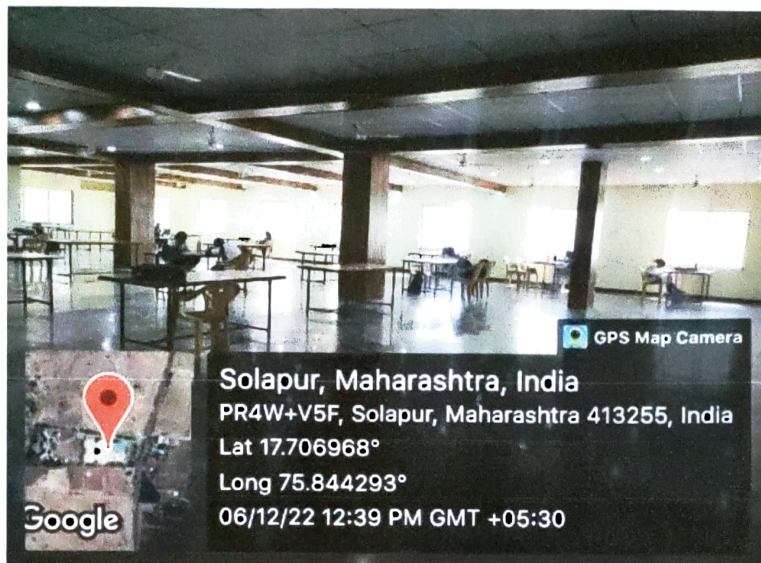 GPS Map Camera
Solapur, Maharashtra, India
PR4W+V5F, Solapur, Maharashtra 413255, India
Lat 17.706968°
Long 75.844293°
06/12/22 12:39 PM GMT +05:30
Google